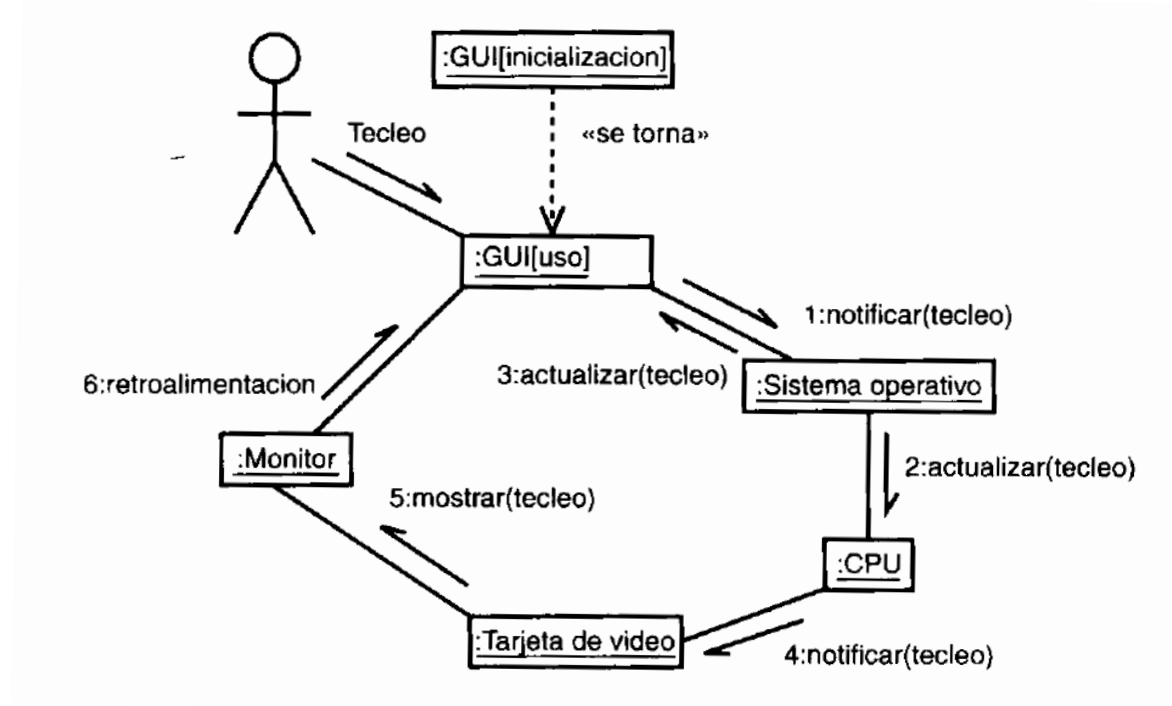 :GUI[inicializacion]
Tecleo
«se torna»
:GUI[uso]
1:notificar(tecleo)
3:actualizar(tecleo)
:Sistema operativo
6:retroalimentacion
:Monitor
2:actualizar(tecleo)
5:mostrar(tecleo)
:CPU
:Tarjeta de video
4:notificar(tecleo)